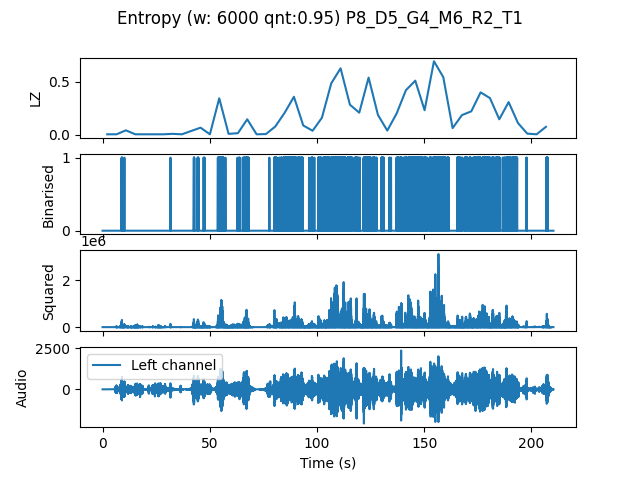 Entropy (w: 6000 qnt:0.95) P8_D5_G4_M6_R2_T1
LZ
0.5
0.0
Binarised
1
0
1e6
Squared
2
0
Audio
2500
0
Left channel
0
50
100
150
200
Time (s)